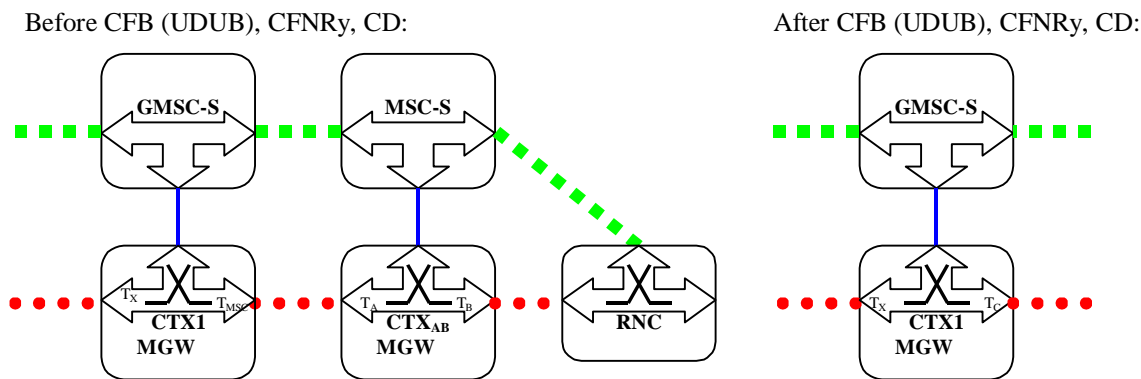 Before CFB (UDUB), CFNRy, CD:
After CFB (UDUB), CFNRy, CD:
GMSC-S
MSC-S
GMSC-S
TX
TMSC
TA
TB
TX
TC
CTX1
CTXAB
RNC
CTX1
MGW
MGW
MGW